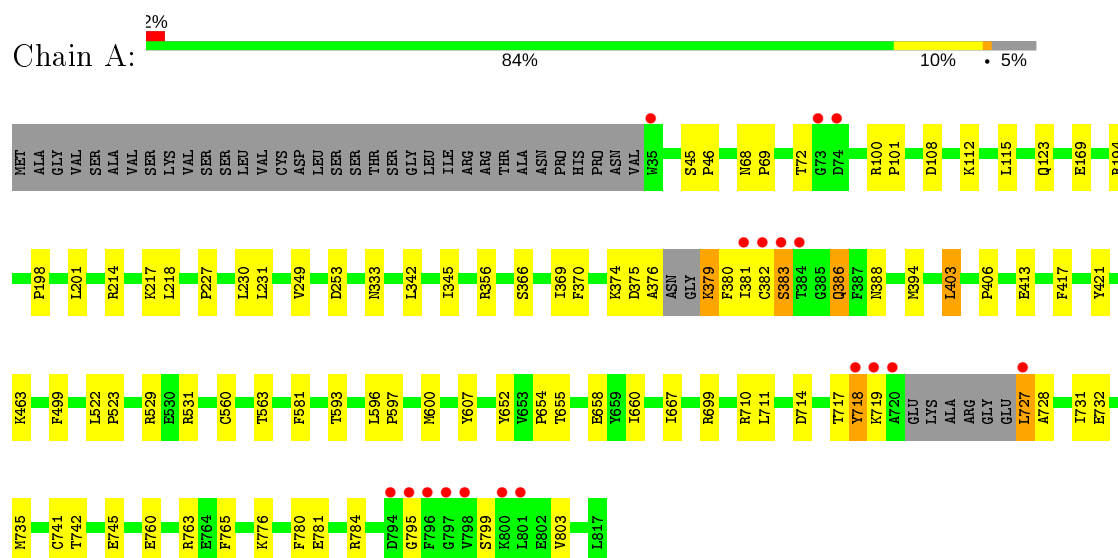 2%
Chain A:
84% 10% • 5%
MET ALA GLY VAL SER ALA VAL SER LYS VAL SER SER LEU VAL CYS ASP LEU SER SER THR SER GLY LEU ILE ARG ARG THR ALA ASN PRO HIS PRO ASN VAL W35 S45 P46 N68 P69 T72 G73 D74 R100 P101 D108 K112 L115 Q123 E169
P198 L201 R214 K217 L218 P227 L230 L231 V249 D253 N333 L342 I345 R356 S366 I369 F370 K374 D375 A376 ASN GLY K379 F380 I381 C382 S383 T384 G385 Q386 F387 N388 M394 L403 P406 E413 F417 Y421
K463 F499 L522 P523 R529 E530 R531 C560 T563 F581 T593 L596 P597 M600 Y607 Y652 V653 P654 T655 E658 Y659 I660 I667 R699 R710 L711 D714 T717 Y718 K719 A720 GLU LYS ALA ARG GLY GLU L727 A728 I731 E732
M735 C741 T742 E745 E760 R763 E764 F765 K776 F780 E781 R784 D794 G795 F796 G797 V798 S799 K800 L801 E802 V803 L817